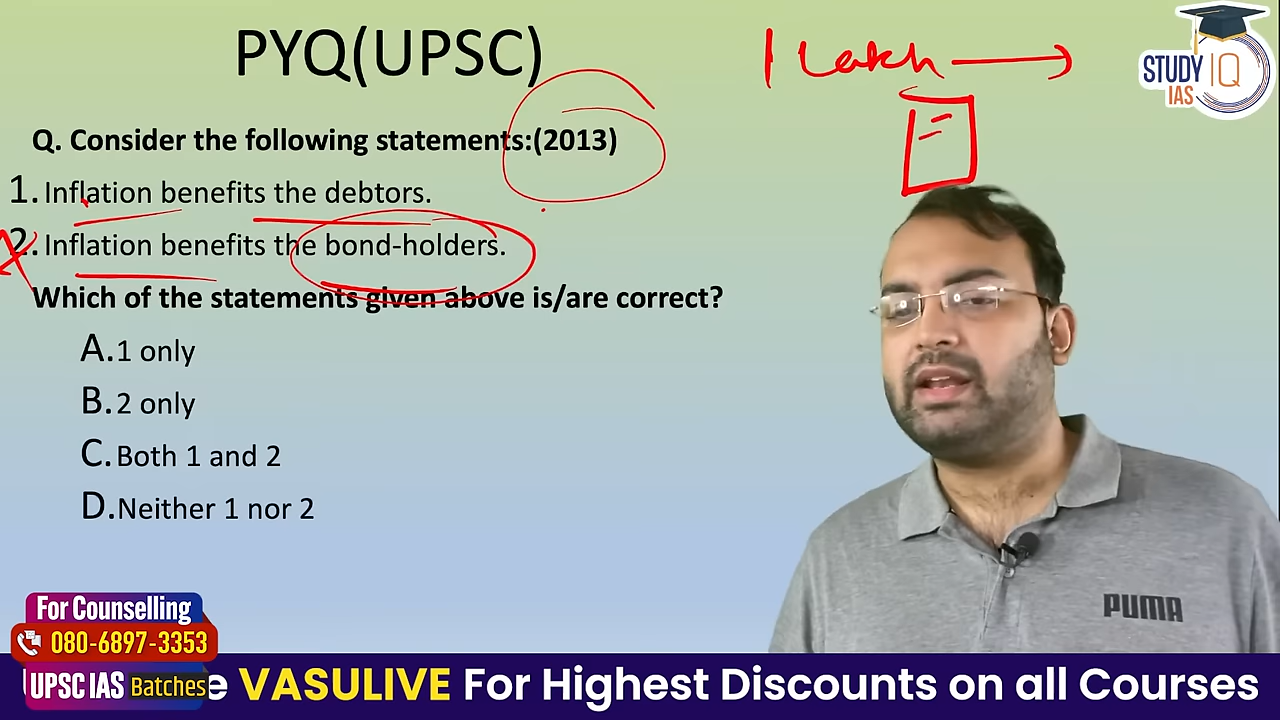 PYQ(UPSC)
1 Lakh
STUDY IQ
IAS
Q. Consider the following statements:(2013)
1. Inflation benefits the debtors.
2. Inflation benefits the bond-holders.
Which of the statements given above is/are correct?
A. 1 only
B. 2 only
C. Both 1 and 2
D. Neither 1 nor 2
PUMA
For Counselling
080-6897-3353
UPSC IAS Batches
e VASULIVE For Highest Discounts on all Courses